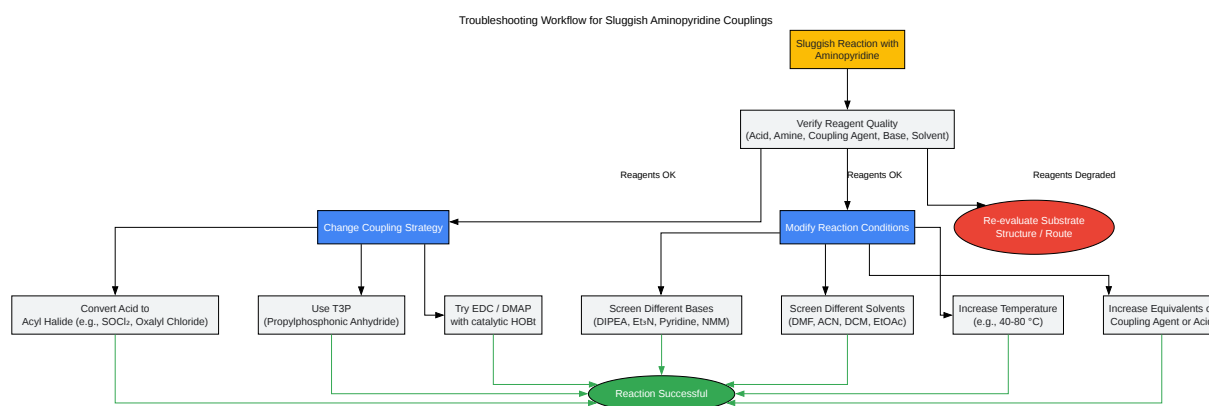 Troubleshooting Workflow for Sluggish Aminopyridine Couplings
Sluggish Reaction with
Aminopyridine
Verify Reagent Quality
(Acid, Amine, Coupling Agent, Base, Solvent)
Reagents OK
Reagents OK
Reagents Degraded
Change Coupling Strategy
Modify Reaction Conditions
Re-evaluate Substrate
Structure / Route
Convert Acid to
Acyl Halide (e.g., SOCl₂, Oxalyl Chloride)
Use T3P
(Propylphosphonic Anhydride)
Try EDC / DMAP
with catalytic HOBt
Screen Different Bases
(DIPEA, Et₃N, Pyridine, NMM)
Screen Different Solvents
(DMF, ACN, DCM, EtOAc)
Increase Temperature
(e.g., 40-80 °C)
Increase Equivalents
Coupling Agent or Acid
Reaction Successful